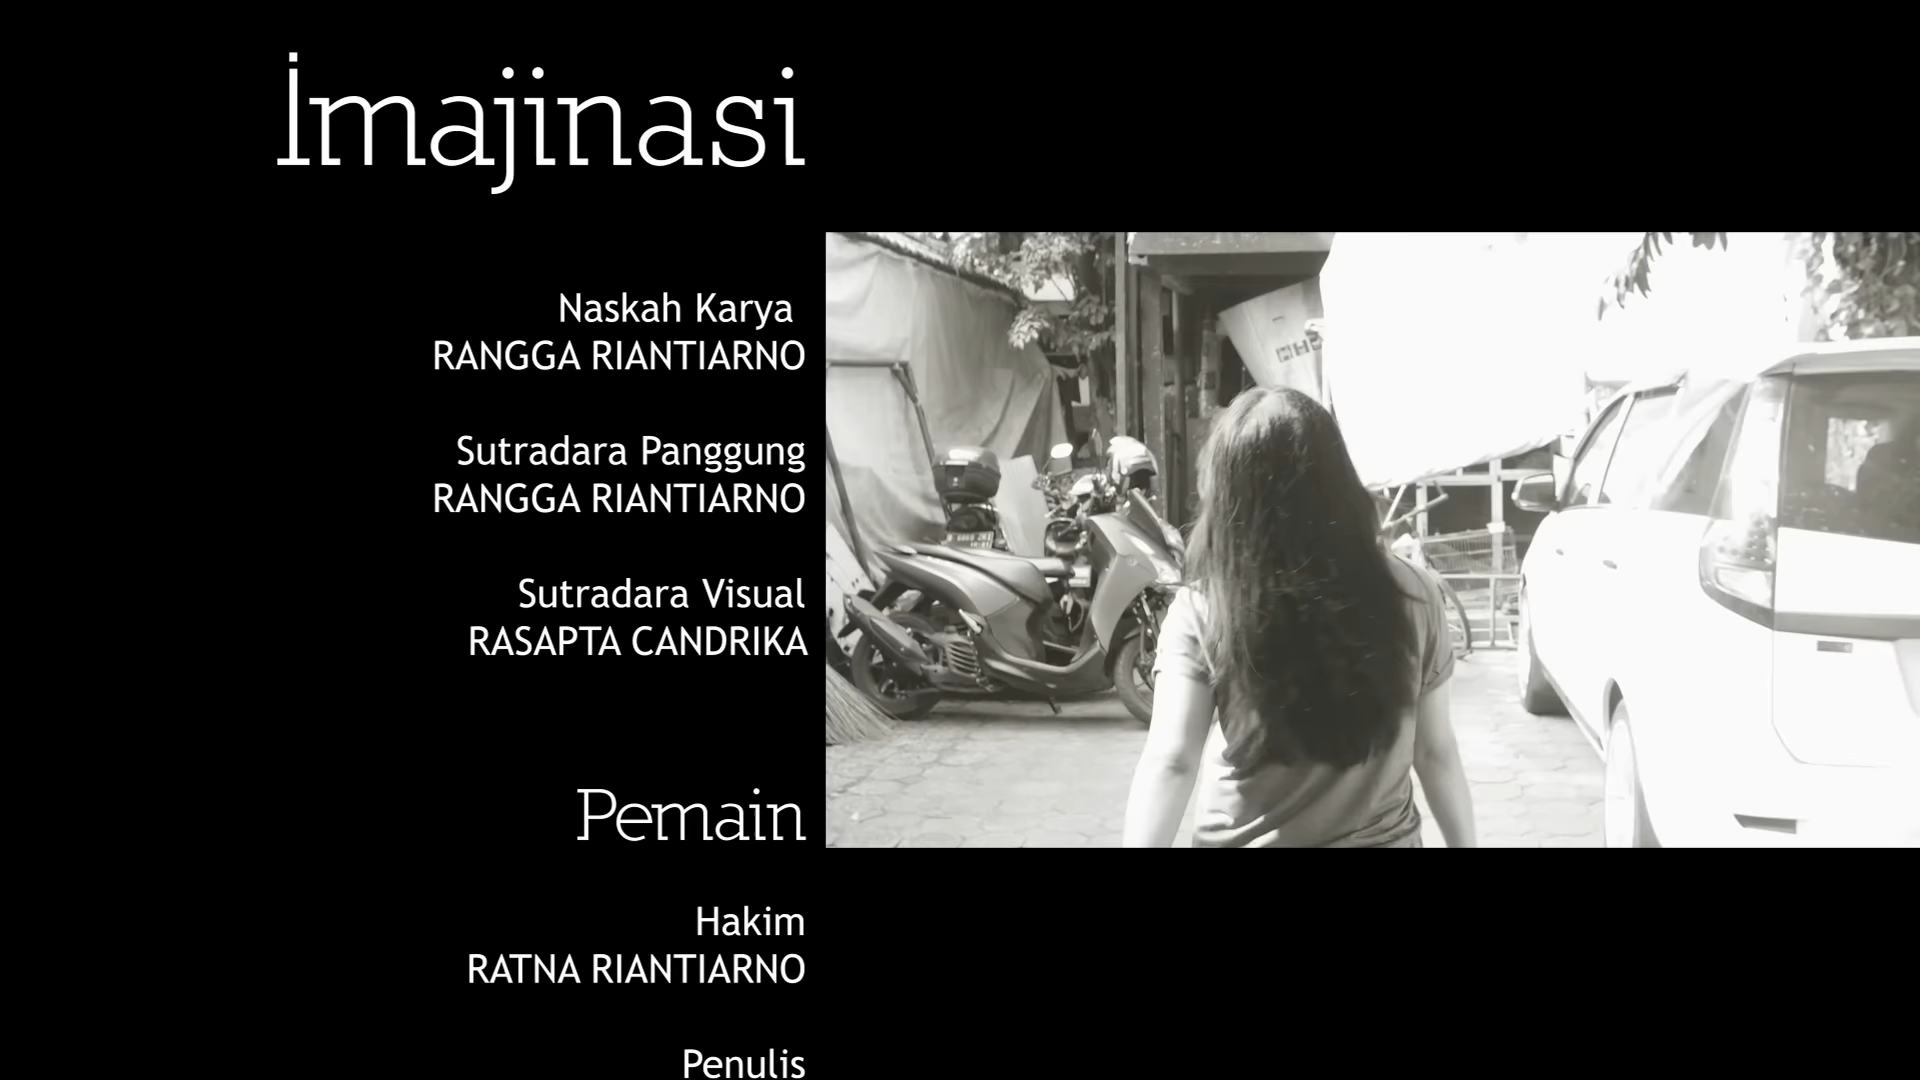 İmajinasi
Naskah Karya
RANGGA RIANTIARNO
Sutradara Panggung
RANGGA RIANTIARNO
Sutradara Visual
RASAPTA CANDRIKA
Pemain
Hakim
RATNA RIANTIARNO
Penulis